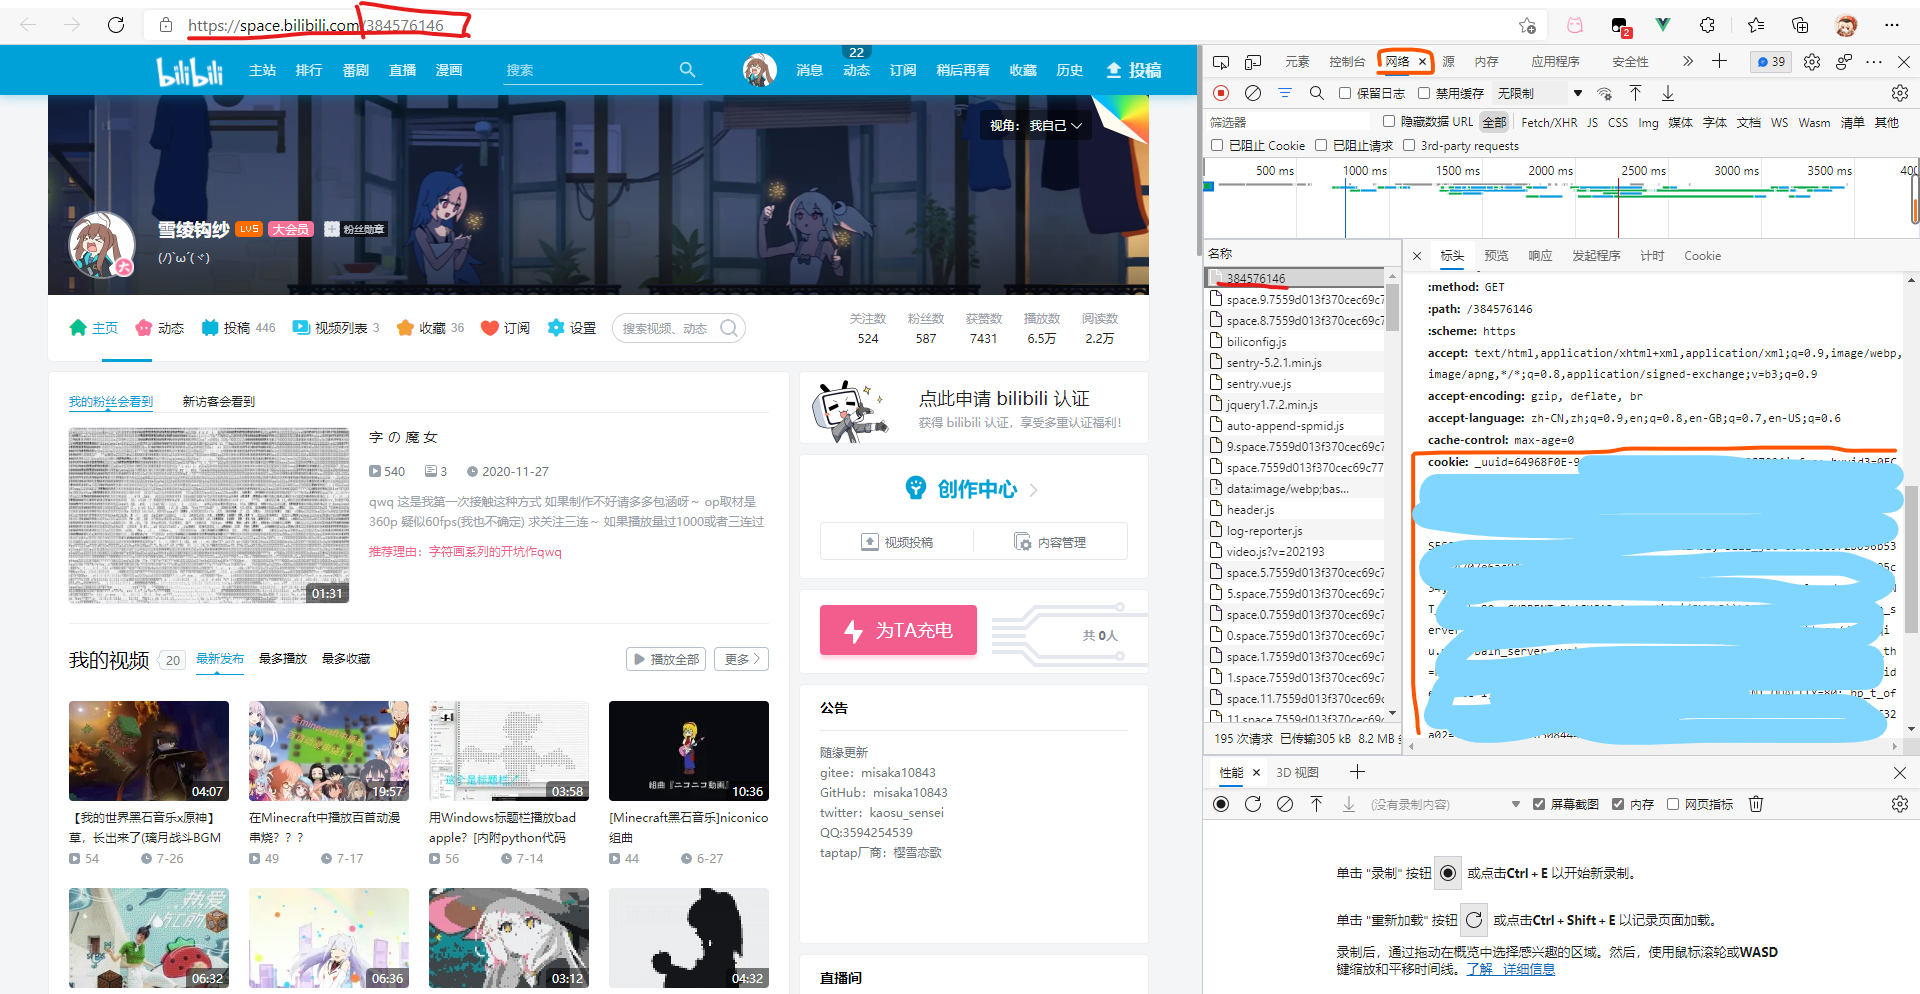 https://space.bilibili.com/384576146
2
bilibili
主站
排行
番剧
直播
漫画
搜索
消息
22
动态
订阅
稍后再看
收藏
历史
投稿
视角： 我自己
雪绫钩纱
LV5
大会员
粉丝勋章
大
(ﾉ)`ω´(ヾ)
主页
动态
投稿 446
视频列表 3
收藏 36
订阅
设置
搜索视频、动态
关注数
524
粉丝数
587
获赞数
7431
播放数
6.5万
阅读数
2.2万
我的粉丝会看到
新访客会看到
01:31
字 の 魔 女
540
3
2020-11-27
qwq 这是我第一次接触这种方式 如果制作不好请多多包涵呀～ op取材是
360p 疑似60fps(我也不确定) 求关注三连～ 如果播放量过1000或者三连过
推荐理由：字符画系列的开坑作qwq
我的视频
20
最新发布
最多播放
最多收藏
播放全部
更多
04:07
19:57
这个是标题栏
03:58
組曲『ニコニコ動画』
10:36
【我的世界黑石音乐x原神】
草，长出来了(璃月战斗BGM
54
7-26
在Minecraft中播放百首动漫
串烧？？？
49
7-17
用Windows标题栏播放bad
apple？[内附python代码
56
7-14
[Minecraft黑石音乐]niconico
组曲
44
6-27
06:32
06:36
03:12
04:32
点此申请 bilibili 认证
获得 bilibili 认证，享受多重认证福利！
创作中心
视频投稿
内容管理
为TA充电
共 0人
公告
随缘更新
gitee：misaka10843
GitHub：misaka10843
twitter：kaosu_sensei
QQ:3594254539
taptap厂商：樱雪恋歌
直播间
元素
控制台
网络
源
内存
应用程序
安全性
39
保留日志
禁用缓存
无限制
筛选器
隐藏数据 URL
全部
Fetch/XHR
JS
CSS
Img
媒体
字体
文档
WS
Wasm
清单
其他
已阻止 Cookie
已阻止请求
3rd-party requests
500 ms
1000 ms
1500 ms
2000 ms
2500 ms
3000 ms
3500 ms
名称
384576146
space.9.7559d013f370cec69c7
space.8.7559d013f370cec69c7
biliconfig.js
sentry-5.2.1.min.js
sentry.vue.js
jquery1.7.2.min.js
auto-append-spmid.js
9.space.7559d013f370cec69c7
space.7559d013f370cec69c77
data:image/webp;bas...
header.js
log-reporter.js
video.js?v=202193
space.5.7559d013f370cec69c7
5.space.7559d013f370cec69c7
space.0.7559d013f370cec69c7
0.space.7559d013f370cec69c7
space.1.7559d013f370cec69c7
1.space.7559d013f370cec69c7
space.11.7559d013f370cec69c7
11.space.7559d013f370cec69c7
195 次请求
已传输305 kB
8.2 MB
标头
预览
响应
发起程序
计时
Cookie
:method: GET
:path: /384576146
:scheme: https
accept: text/html,application/xhtml+xml,application/xml;q=0.9,image/webp,
image/apng,*/*;q=0.8,application/signed-exchange;v=b3;q=0.9
accept-encoding: gzip, deflate, br
accept-language: zh-CN,zh;q=0.9,en;q=0.8,en-GB;q=0.7,en-US;q=0.6
cache-control: max-age=0
cookie: _uuid=64968F0E-9
性能
3D 视图
(没有录制内容)
屏幕截图
内存
网页指标
单击 "录制" 按钮 或点击Ctrl + E 以开始新录制。
单击 "重新加载" 按钮 或点击Ctrl + Shift + E 以记录页面加载。
录制后，通过拖动在概览中选择感兴趣的区域。然后，使用鼠标滚轮或WASD
键缩放和平移时间线。了解 详细信息